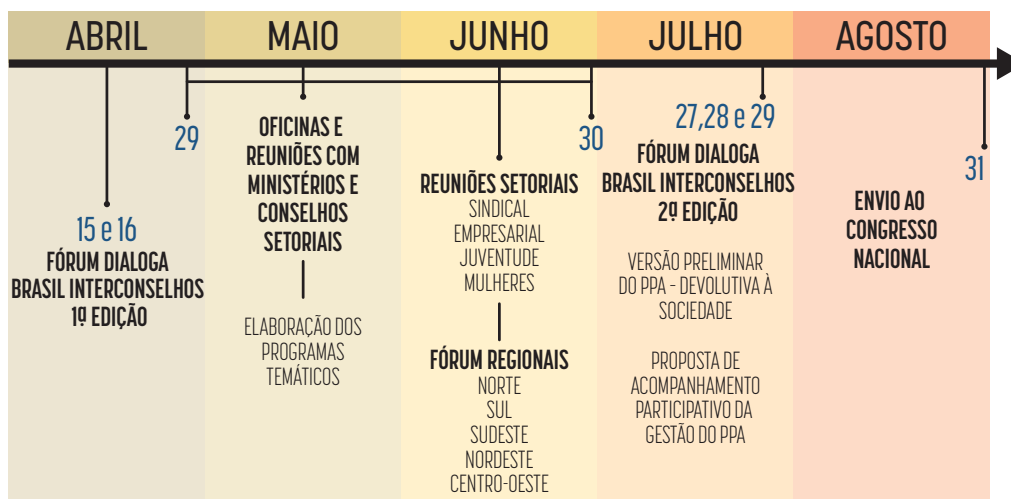 ABRIL
MAIO
JUNHO
JULHO
AGOSTO
15 e 16
FÓRUM DIALOGA
BRASIL INTERCONSELHOS
1ª EDIÇÃO
29
OFICINAS E
REUNIÕES COM
MINISTÉRIOS E
CONSELHOS
SETORIAIS
ELABORAÇÃO DOS
PROGRAMAS
TEMÁTICOS
REUNIÕES SETORIAIS
SINDICAL
EMPRESARIAL
JUVENTUDE
MULHERES
FÓRUM REGIONAIS
NORTE
SUL
SUDESTE
NORDESTE
CENTRO-OESTE
30
27,28 e 29
FÓRUM DIALOGA
BRASIL INTERCONSELHOS
2ª EDIÇÃO
VERSÃO PRELIMINAR
DO PPA - DEVOLUTIVA À
SOCIEDADE
PROPOSTA DE
ACOMPANHAMENTO
PARTICIPATIVO DA
GESTÃO DO PPA
31
ENVIO AO
CONGRESSO
NACIONAL